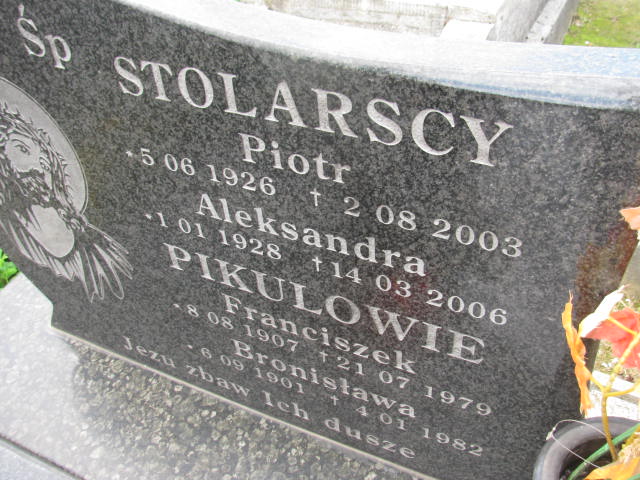 Śp STOLARSCY
Piotr
*5 06 1926 † 2 08 2003
Aleksandra
*1 01 1928 †14 03 2006
PIKULOWIE
Franciszek
*8 08 1907 †21 07 1979
Bronisława
*6 09 1901 † 4 01 1982
Jezu zbaw Ich dusze